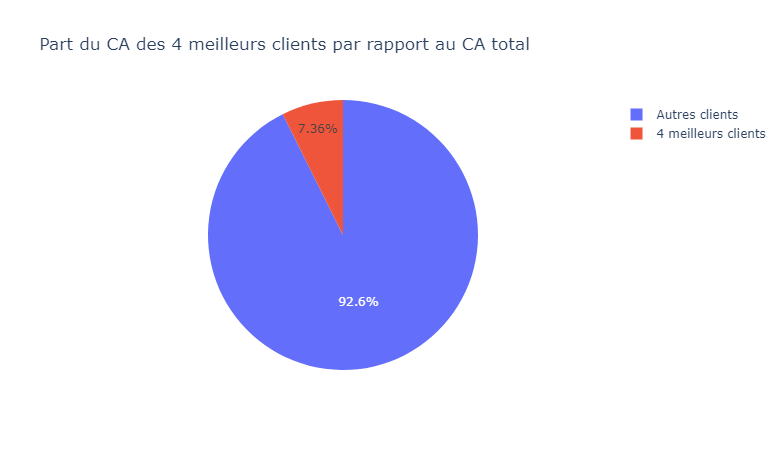 Part du CA des 4 meilleurs clients par rapport au CA total
Autres clients
4 meilleurs clients
7.36%
92.6%